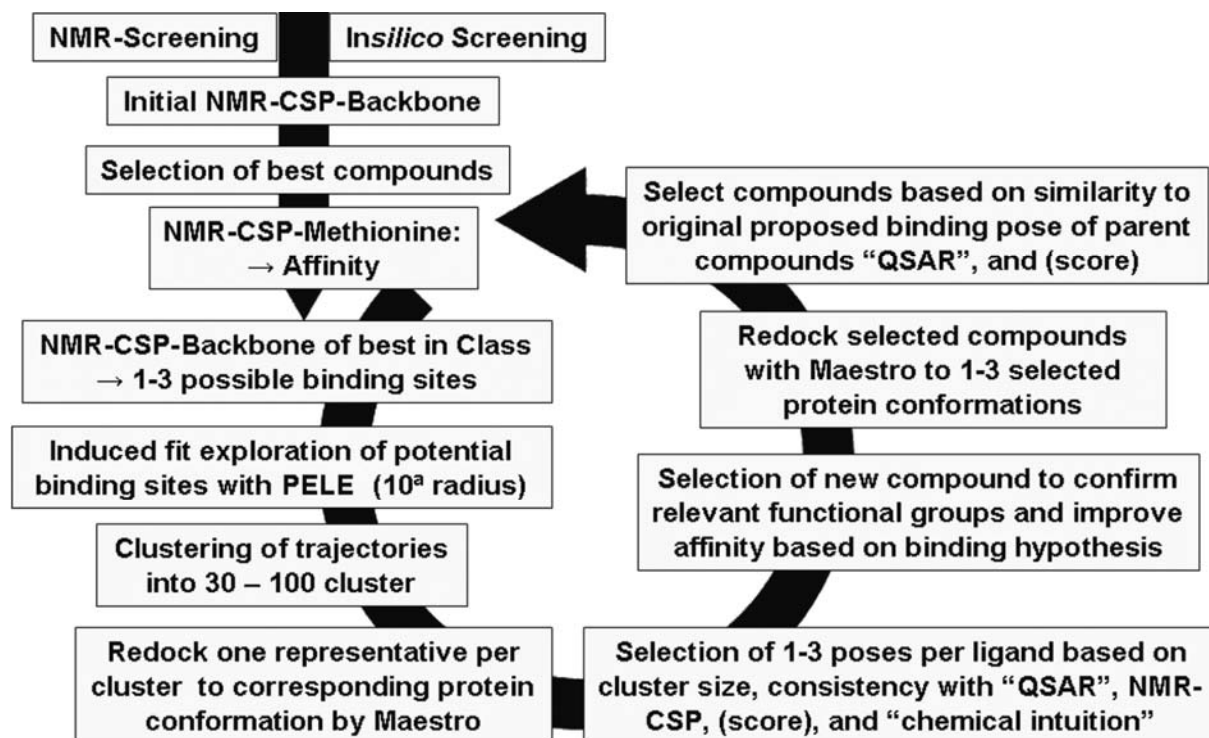 NMR-Screening
Insilico Screening
Initial NMR-CSP-Backbone
Selection of best compounds
NMR-CSP-Methionine:
→ Affinity
NMR-CSP-Backbone of best in Class
→ 1-3 possible binding sites
Induced fit exploration of potential
binding sites with PELE (10ª radius)
Clustering of trajectories
into 30 – 100 cluster
Redock one representative per
cluster to corresponding protein
conformation by Maestro
Selection of 1-3 poses per ligand based on
cluster size, consistency with “QSAR”, NMR-
CSP, (score), and “chemical intuition”
Selection of new compound to confirm
relevant functional groups and improve
affinity based on binding hypothesis
Redock selected compounds
with Maestro to 1-3 selected
protein conformations
Select compounds based on similarity to
original proposed binding pose of parent
compounds “QSAR”, and (score)